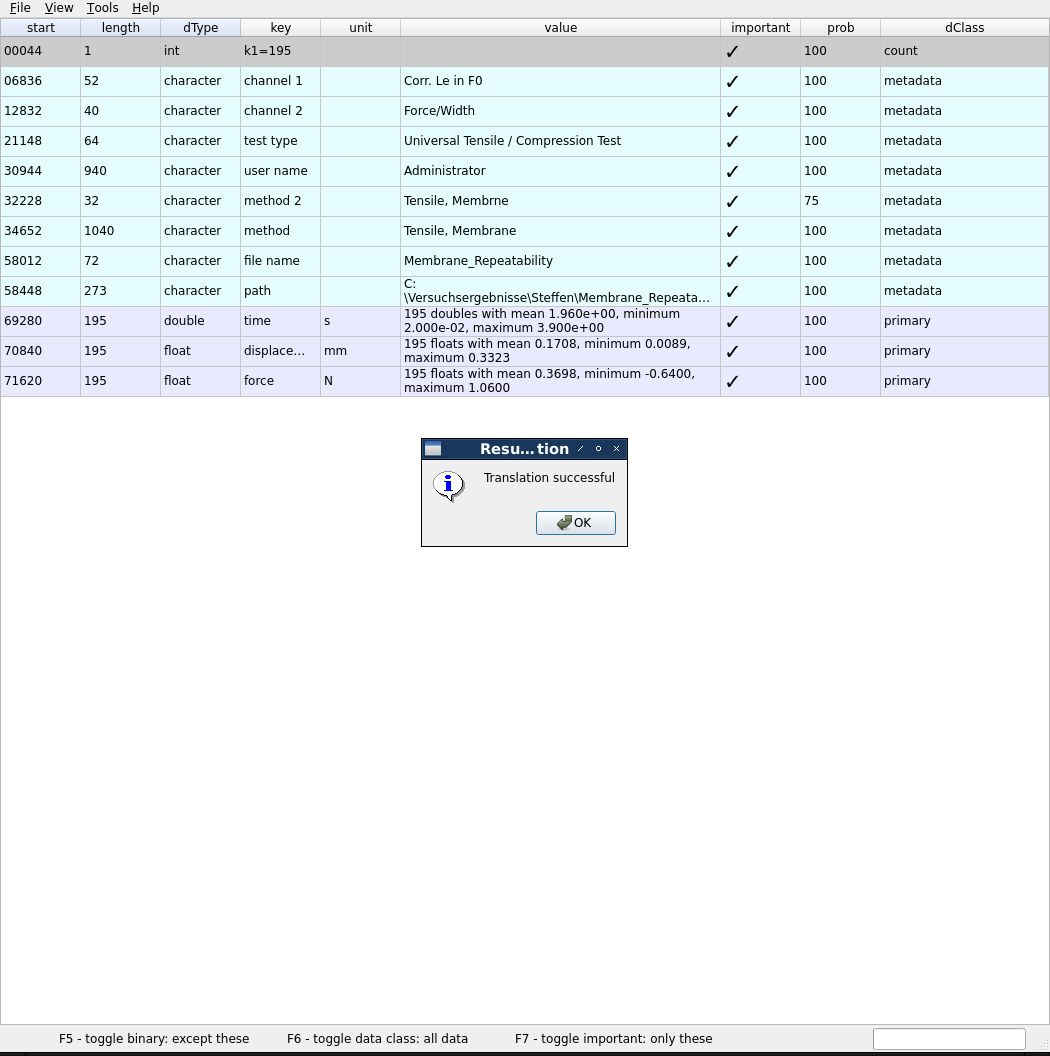 File View Tools Help
start length dType key unit value important prob dClass
00044 1 int k1=195 ✓ 100 count
06836 52 character channel 1 Corr. Le in F0 ✓ 100 metadata
12832 40 character channel 2 Force/Width ✓ 100 metadata
21148 64 character test type Universal Tensile / Compression Test ✓ 100 metadata
30944 940 character user name Administrator ✓ 100 metadata
32228 32 character method 2 Tensile, Membrne ✓ 75 metadata
34652 1040 character method Tensile, Membrane ✓ 100 metadata
58012 72 character file name Membrane_Repeatability ✓ 100 metadata
58448 273 character path C:
\Versuchsergebnisse\Steffen\Membrane_Repeata... ✓ 100 metadata
69280 195 double time s 195 doubles with mean 1.960e+00, minimum
2.000e-02, maximum 3.900e+00 ✓ 100 primary
70840 195 float displace... mm 195 floats with mean 0.1708, minimum 0.0089,
maximum 0.3323 ✓ 100 primary
71620 195 float force N 195 floats with mean 0.3698, minimum -0.6400,
maximum 1.0600 ✓ 100 primary
Resu...tion
Translation successful
OK
F5 - toggle binary: except these F6 - toggle data class: all data F7 - toggle important: only these